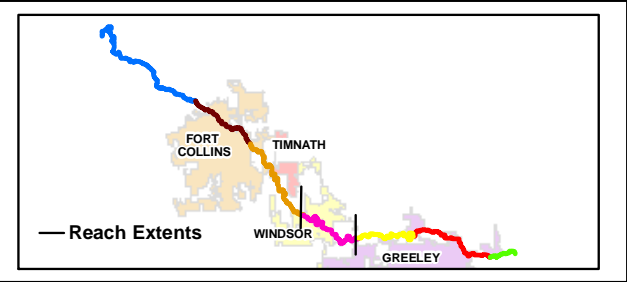 FORT
COLLINS
TIMNATH
WINDSOR
Reach Extents
GREELEY